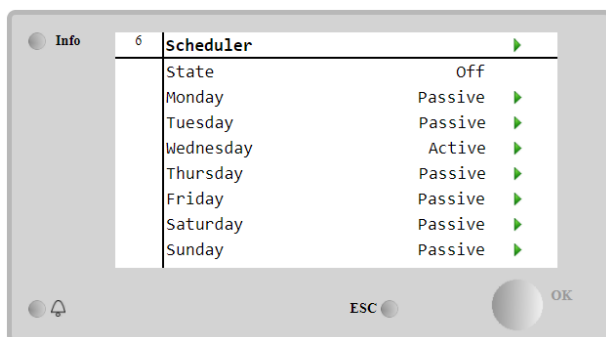 Info
6 Scheduler
State Off
Monday Passive
Tuesday Passive
Wednesday Active
Thursday Passive
Friday Passive
Saturday Passive
Sunday Passive
ESC
OK